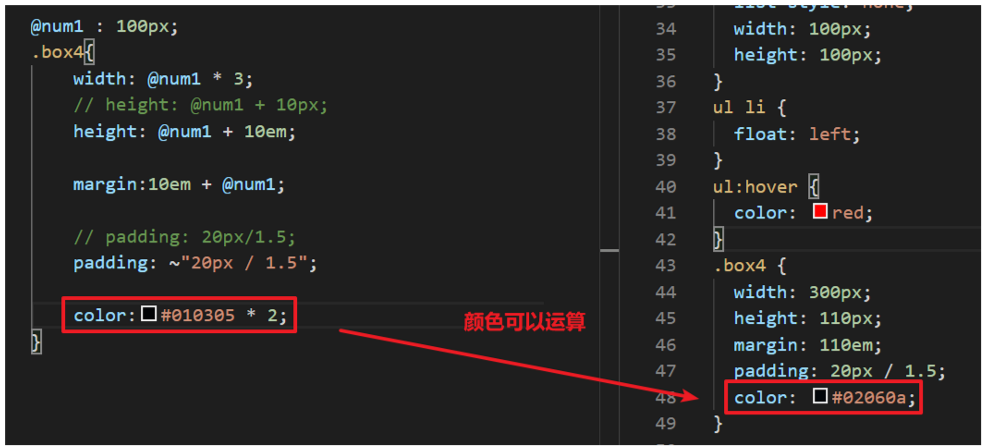 @num1 : 100px;
.box4{
width: @num1 * 3;
// height: @num1 + 10px;
height: @num1 + 10em;
margin:10em + @num1;
// padding: 20px/1.5;
padding: ~"20px / 1.5";
color:#010305 * 2;
}
颜色可以运算
34 width: 100px;
35 height: 100px;
36 }
37 ul li {
38 float: left;
39 }
40 ul:hover {
41 color: red;
42 }
43 .box4 {
44 width: 300px;
45 height: 110px;
46 margin: 110em;
47 padding: 20px / 1.5;
48 color: #02060a;
49 }